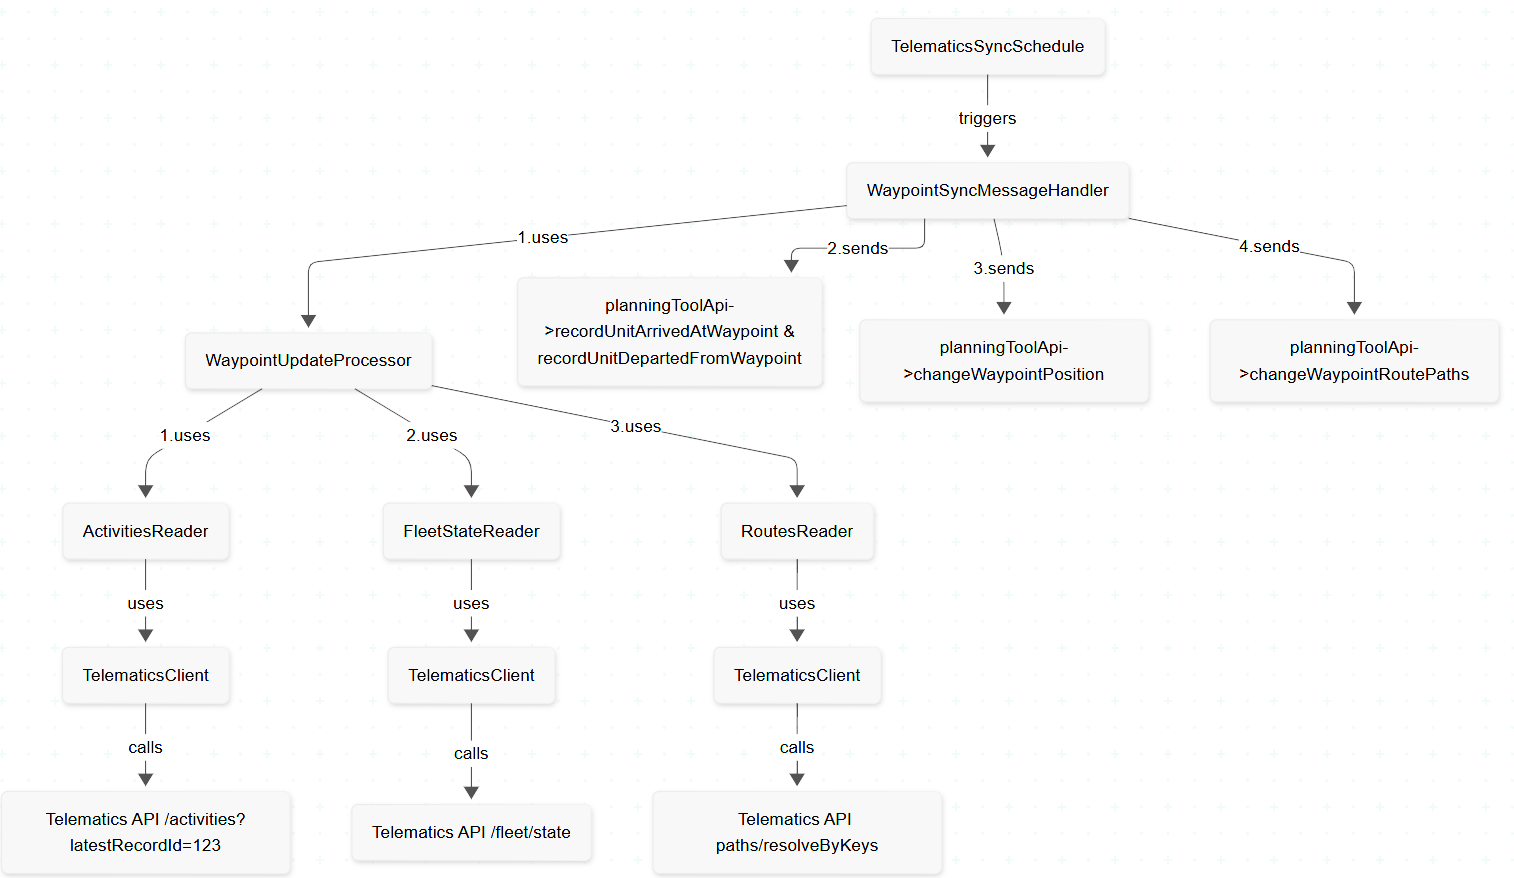 TelematicsSyncSchedule
triggers
WaypointSyncMessageHandler
1.uses
2.sends
3.sends
4.sends
planningToolApi-
>recordUnitArrivedAtWaypoint &
recordUnitDepartedFromWaypoint
planningToolApi-
>changeWaypointPosition
planningToolApi-
>changeWaypointRoutePaths
WaypointUpdateProcessor
1.uses
2.uses
3.uses
ActivitiesReader
FleetStateReader
RoutesReader
uses
uses
uses
TelematicsClient
TelematicsClient
TelematicsClient
calls
calls
calls
Telematics API /activities?
latestRecordId=123
Telematics API /fleet/state
Telematics API
paths/resolveByKeys